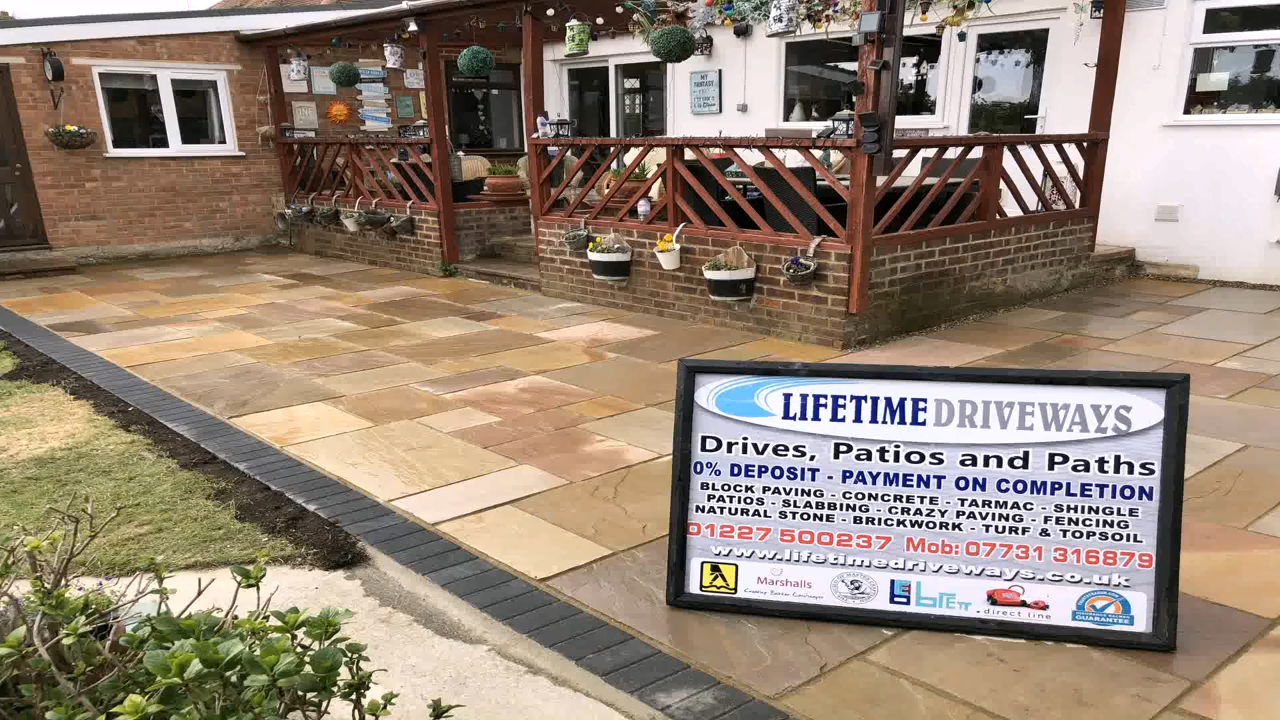 LIFETIME DRIVEWAYS
Drives, Patios and Paths
0% DEPOSIT - PAYMENT ON COMPLETION
BLOCK PAVING - CONCRETE - TARMAC - SHINGLE
PATIOS - SLABBING - CRAZY PAVING - FENCING
NATURAL STONE - BRICKWORK - TURF & TOPSOIL
01227 500237 Mob: 07731 316879
www.lifetimedriveways.co.uk
Marshalls
brett
direct line
GUARANTEE